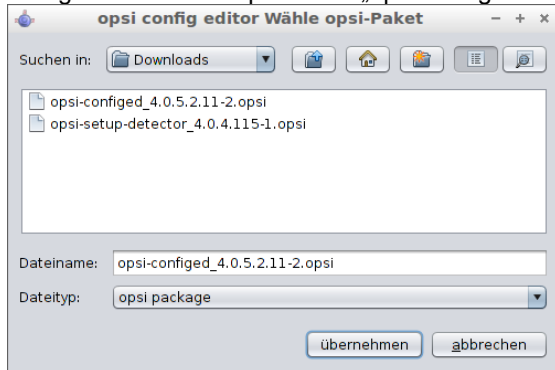 opsi config editor Wähle opsi-Paket
Suchen in: Downloads
opsi-configed_4.0.5.2.11-2.opsi
opsi-setup-detector_4.0.4.115-1.opsi
Dateiname: opsi-configed_4.0.5.2.11-2.opsi
Dateityp: opsi package
übernehmen abbrechen